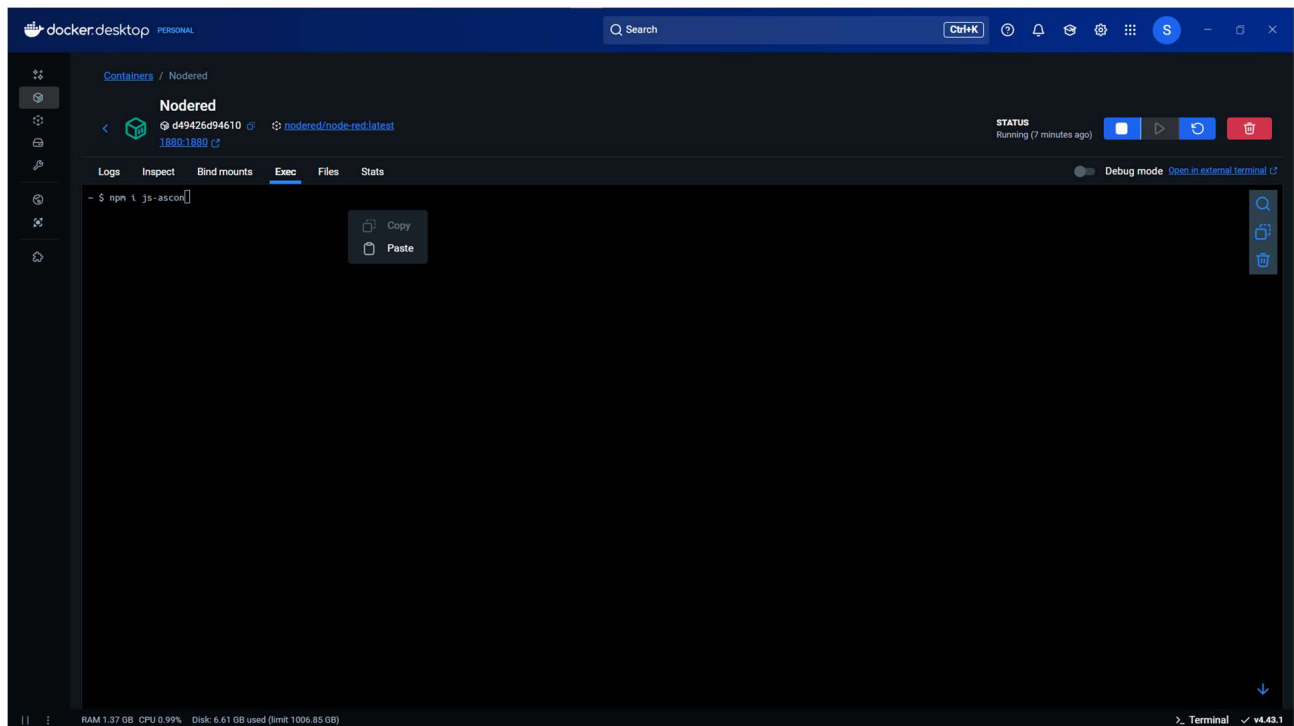 docker.desktop PERSONAL
Search
Ctrl+K
S
Containers / Nodered
Nodered
d49426d94610 nodered/node-red:latest
1880:1880
STATUS
Running (7 minutes ago)
Logs Inspect Bind mounts Exec Files Stats
Debug mode Open in external terminal
~ $ npm i js-ascon
Copy
Paste
RAM 1.37 GB CPU 0.99% Disk: 6.61 GB used (limit 1006.85 GB)
>_ Terminal v4.43.1